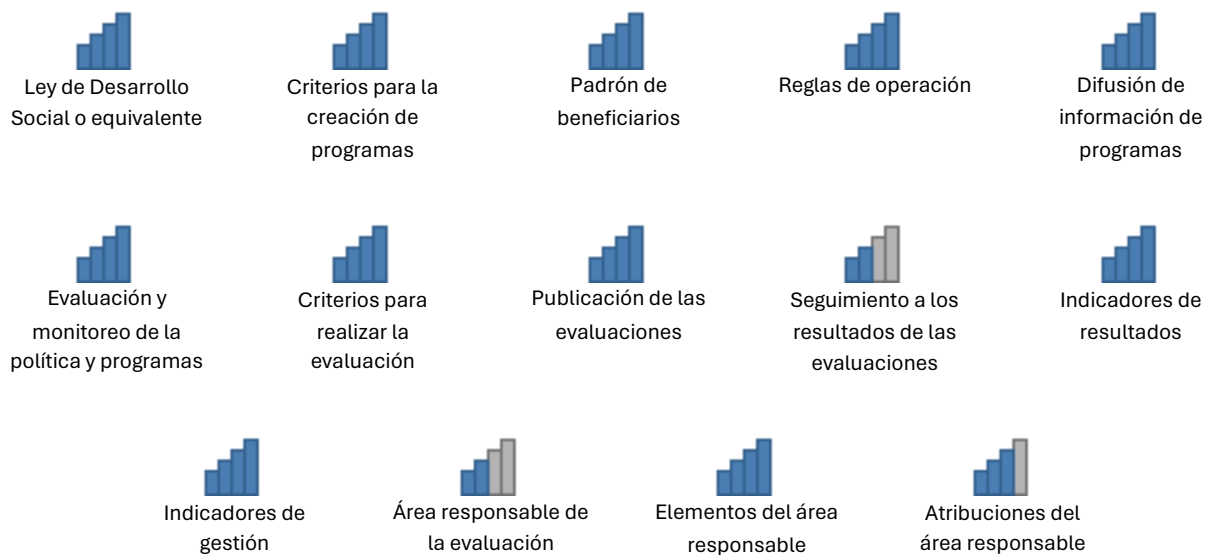 Ley de Desarrollo
Social o equivalente
Criterios para la
creación de
programas
Padrón de
beneficiarios
Reglas de operación
Difusión de
información de
programas
Evaluación y
monitoreo de la
política y programas
Criterios para
realizar la
evaluación
Publicación de las
evaluaciones
Seguimiento a los
resultados de las
evaluaciones
Indicadores de
resultados
Indicadores de
gestión
Área responsable de
la evaluación
Elementos del área
responsable
Atribuciones del
área responsable